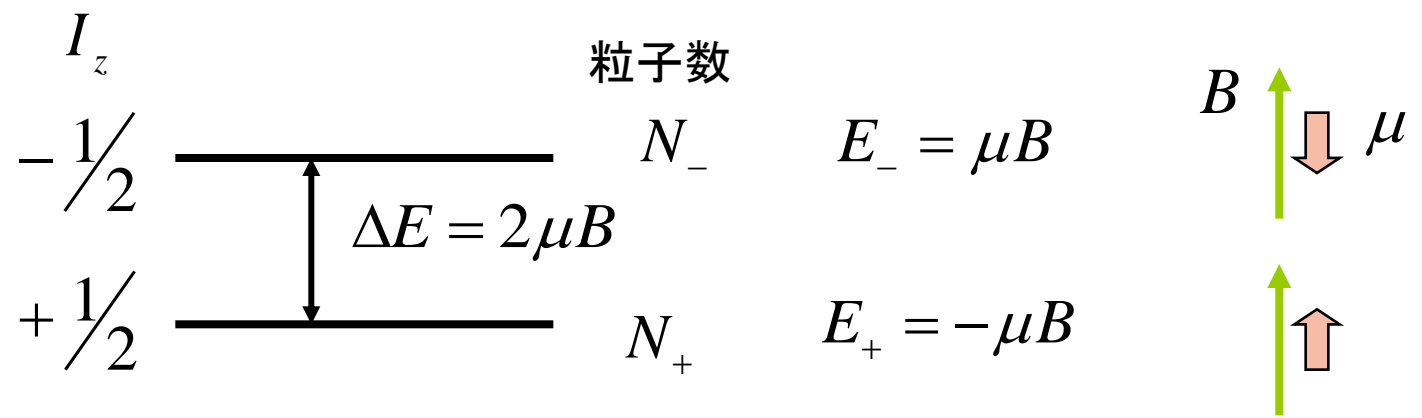 I_z 粒子数
−1/2 N_− E_− = μB B μ
ΔE = 2μB
+1/2 N_+ E_+ = −μB